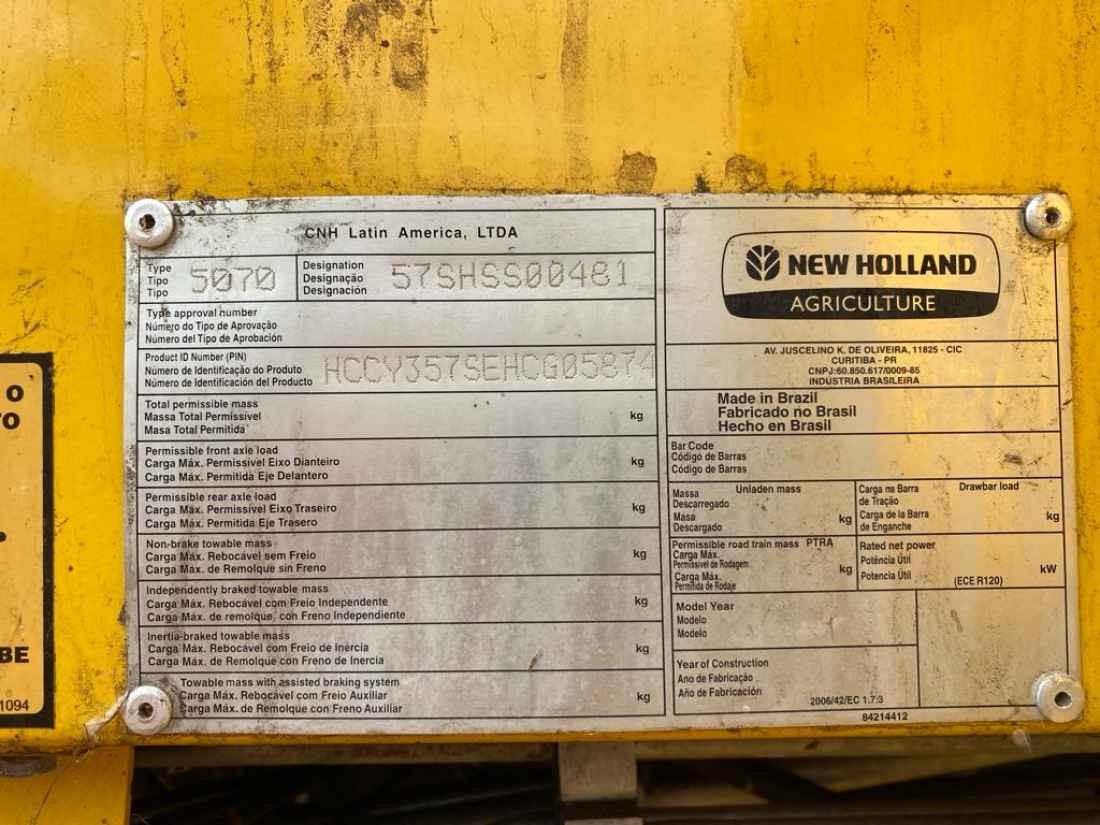 CNH Latin America, LTDA
Type
Tipo
Tipo
5070
Designation
Designação
Designación
57SHSS00481
Type approval number
Número do Tipo de Aprovação
Número del Tipo de Aprobación
Product ID Number (PIN)
Número de Identificação do Produto
Número de Identificación del Producto
HCCY357SEHCG05874
Total permissible mass
Massa Total Permissível
Masa Total Permitida
kg
Permissible front axle load
Carga Máx. Permissível Eixo Dianteiro
Carga Máx. Permitida Eje Delantero
kg
Permissible rear axle load
Carga Máx. Permissível Eixo Traseiro
Carga Máx. Permitida Eje Trasero
kg
Non-brake towable mass
Carga Máx. Rebocável sem Freio
Carga Máx. de Remolque sin Freno
kg
Independently braked towable mass
Carga Máx. Rebocável com Freio Independente
Carga Máx. de remolque, con Freno Independiente
kg
Inertia-braked towable mass
Carga Máx. Rebocável com Freio de Inércia
Carga Máx. de Remolque con Freno de Inercia
kg
Towable mass with assisted braking system
Carga Máx. Rebocável com Freio Auxiliar
Carga Máx. de Remolque con Freno Auxiliar
kg
NEW HOLLAND
AGRICULTURE
AV. JUSCELINO K. DE OLIVEIRA, 11825 - CIC
CURITIBA - PR
CNPJ:60.850.617/0009-85
INDÚSTRIA BRASILEIRA
Made in Brazil
Fabricado no Brasil
Hecho en Brasil
Bar Code
Código de Barras
Código de Barras
Massa Unladen mass
Descarregado
Masa
Descargado
kg
Carga na Barra Drawbar load
de Tração
Carga de la Barra
de Enganche
kg
Permissible road train mass PTRA
Carga Máx.
Permissível de Rodagem
Carga Máx.
Permitida de Rodaje
kg
Rated net power
Potência Útil
Potencia Útil
(ECE R120)
kW
Model Year
Modelo
Modelo
Year of Construction
Ano de Fabricação
Año de Fabricación
2006/42/EC 1.7.3
84214412
O
TO
BE
1094